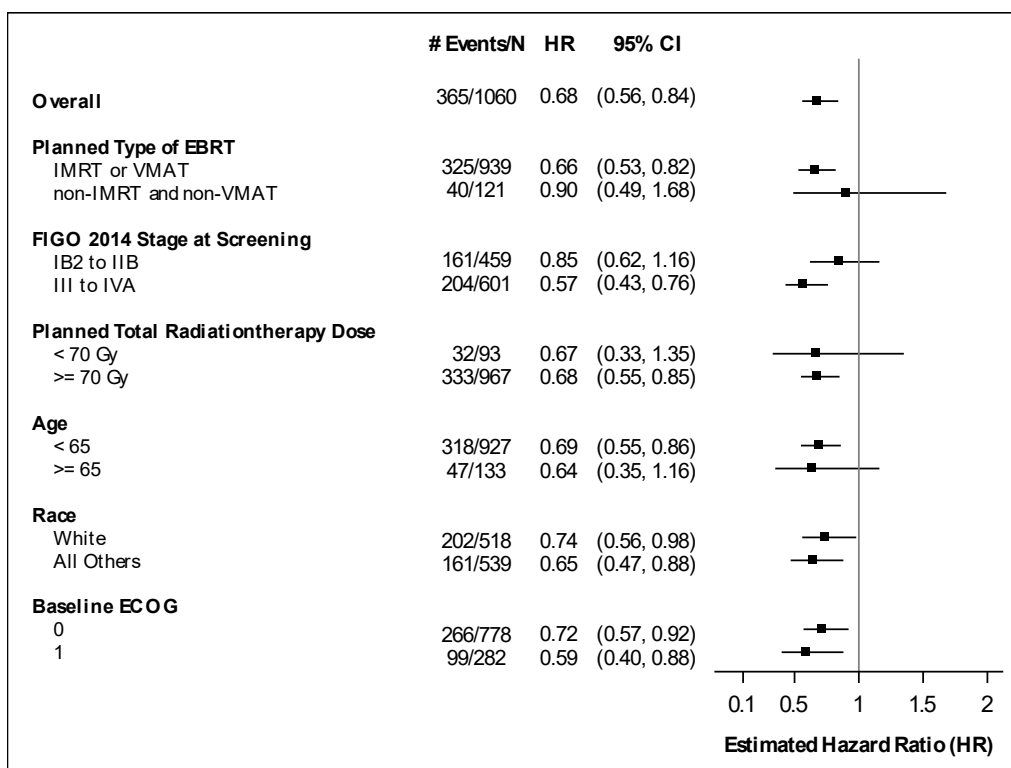 # Events/N HR 95% CI
Overall 365/1060 0.68 (0.56, 0.84)
Planned Type of EBRT
IMRT or VMAT 325/939 0.66 (0.53, 0.82)
non-IMRT and non-VMAT 40/121 0.90 (0.49, 1.68)
FIGO 2014 Stage at Screening
IB2 to IIB 161/459 0.85 (0.62, 1.16)
III to IVA 204/601 0.57 (0.43, 0.76)
Planned Total Radiationtherapy Dose
< 70 Gy 32/93 0.67 (0.33, 1.35)
>= 70 Gy 333/967 0.68 (0.55, 0.85)
Age
< 65 318/927 0.69 (0.55, 0.86)
>= 65 47/133 0.64 (0.35, 1.16)
Race
White 202/518 0.74 (0.56, 0.98)
All Others 161/539 0.65 (0.47, 0.88)
Baseline ECOG
0 266/778 0.72 (0.57, 0.92)
1 99/282 0.59 (0.40, 0.88)
0.1 0.5 1 1.5 2
Estimated Hazard Ratio (HR)